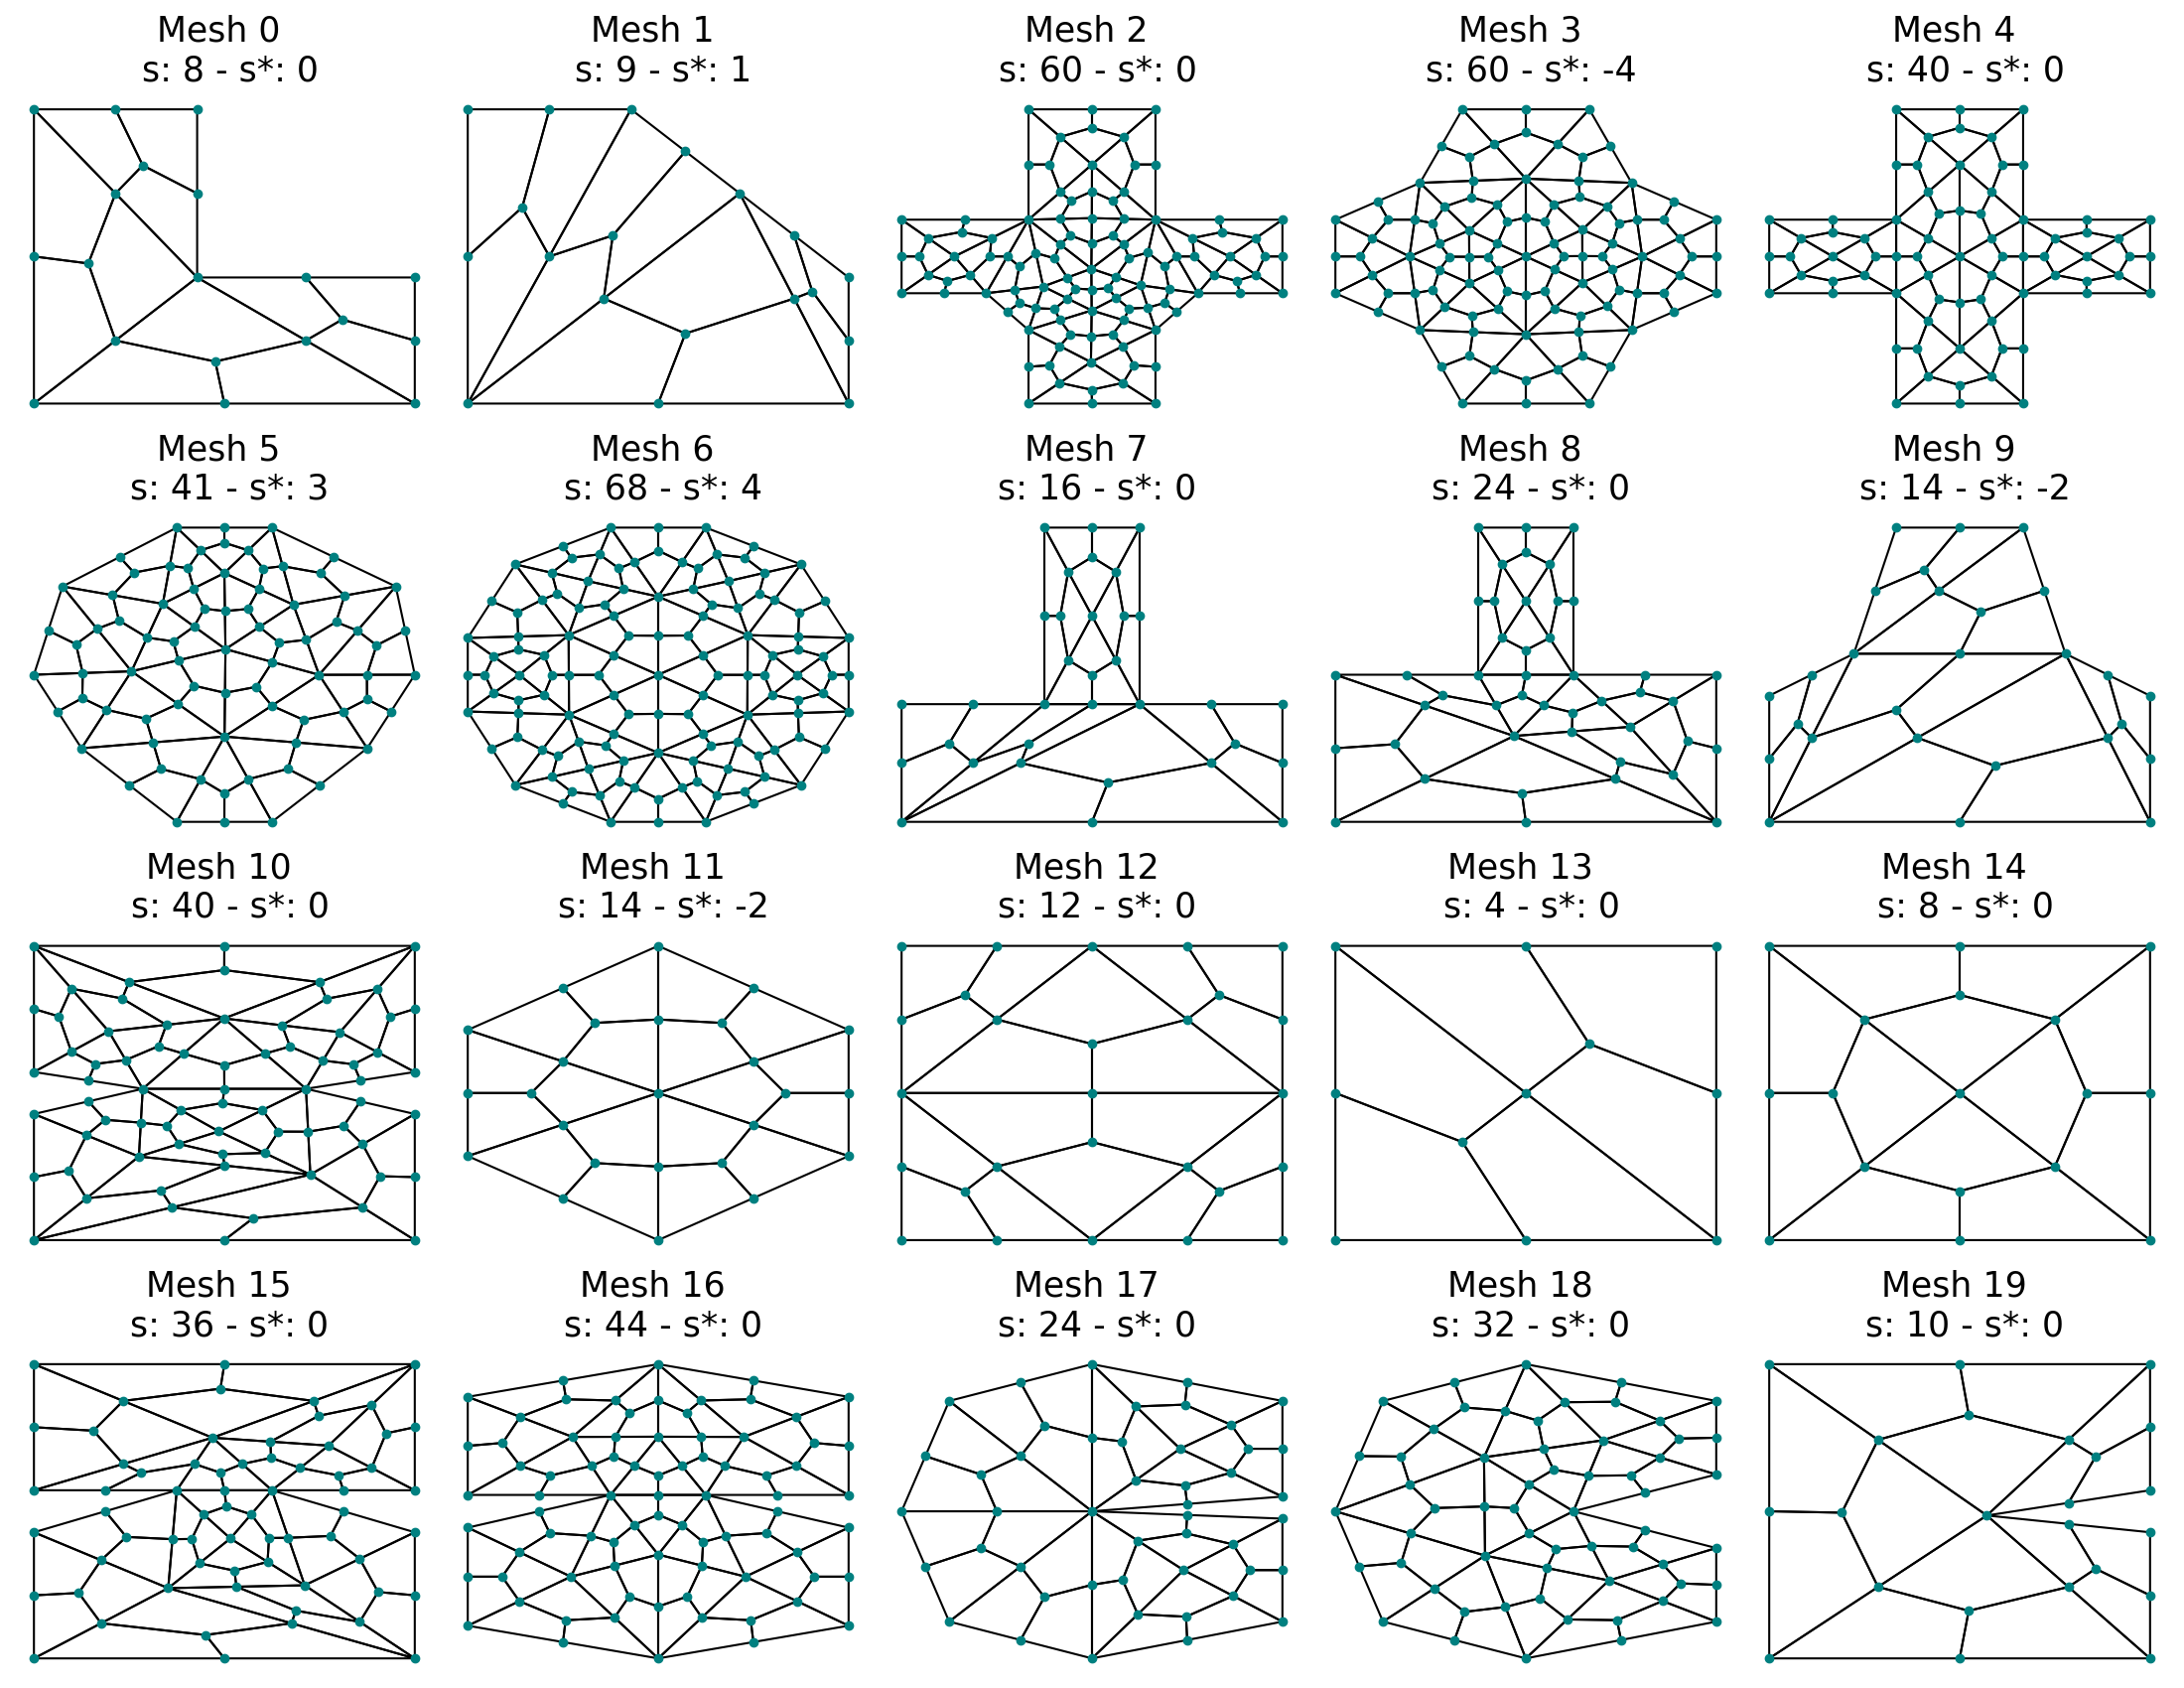 Mesh 0
s: 8 - s*: 0
Mesh 1
s: 9 - s*: 1
Mesh 2
s: 60 - s*: 0
Mesh 3
s: 60 - s*: -4
Mesh 4
s: 40 - s*: 0
Mesh 5
s: 41 - s*: 3
Mesh 6
s: 68 - s*: 4
Mesh 7
s: 16 - s*: 0
Mesh 8
s: 24 - s*: 0
Mesh 9
s: 14 - s*: -2
Mesh 10
s: 40 - s*: 0
Mesh 11
s: 14 - s*: -2
Mesh 12
s: 12 - s*: 0
Mesh 13
s: 4 - s*: 0
Mesh 14
s: 8 - s*: 0
Mesh 15
s: 36 - s*: 0
Mesh 16
s: 44 - s*: 0
Mesh 17
s: 24 - s*: 0
Mesh 18
s: 32 - s*: 0
Mesh 19
s: 10 - s*: 0